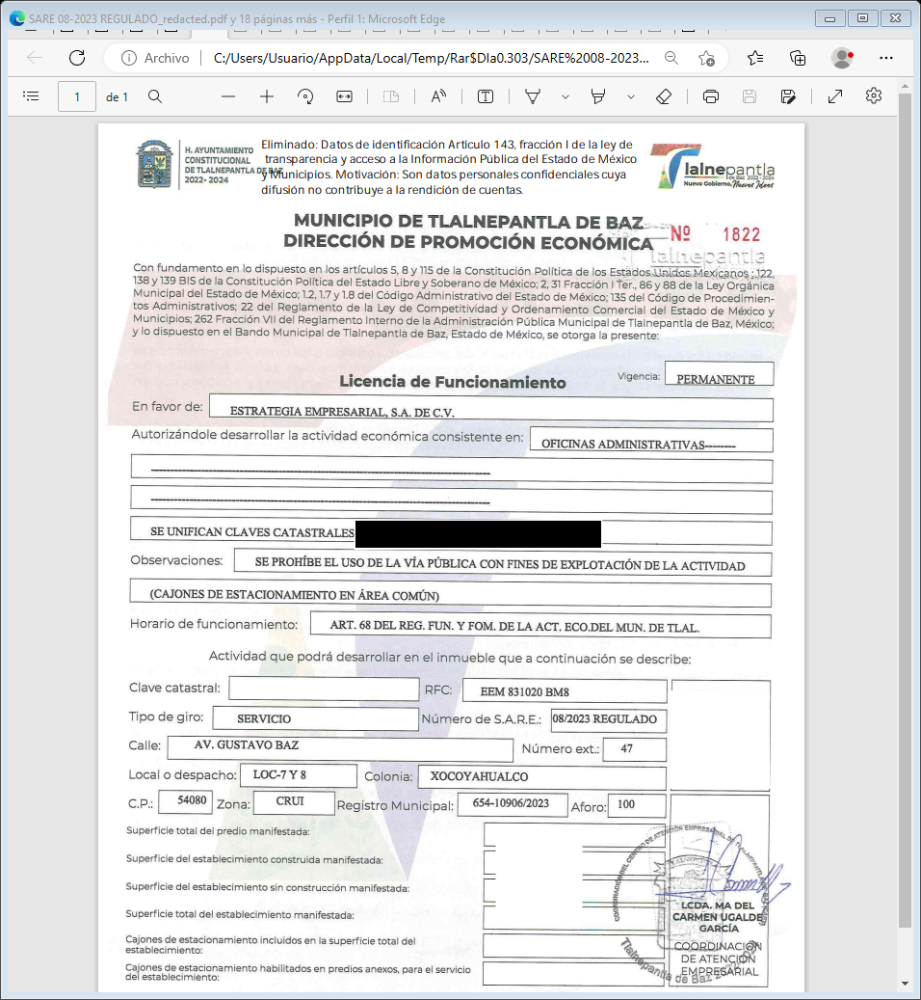 SARE 08-2023 REGULADO_redacted.pdf y 18 páginas más - Perfil 1: Microsoft Edge
Archivo
C:/Users/Usuario/AppData/Local/Temp/Rar$DIa0.303/SARE%2008-2023...
1 de 1
H. AYUNTAMIENTO
CONSTITUCIONAL
DE TLALNEPANTLA DE BAZ
2022-2024
Eliminado: Datos de identificación Articulo 143, fracción I de la ley de
transparencia y acceso a la Información Pública del Estado de México
y Municipios. Motivación: Son datos personales confidenciales cuya
difusión no contribuye a la rendición de cuentas.
Tlalnepantla
de Baz 2022-2024
Nuevo Gobierno, Nuevas Ideas
MUNICIPIO DE TLALNEPANTLA DE BAZ
DIRECCIÓN DE PROMOCIÓN ECONÓMICA
Nº 1822
Tlalnepantla
Con fundamento en lo dispuesto en los artículos 5, 8 y 115 de la Constitución Política de los Estados Unidos Mexicanos ; 122,
138 y 139 BIS de la Constitución Política del Estado Libre y Soberano de México; 2, 31 Fracción I Ter., 86 y 88 de la Ley Orgánica
Municipal del Estado de México; 1.2, 1.7 y 1.8 del Código Administrativo del Estado de México; 135 del Código de Procedimien-
tos Administrativos; 22 del Reglamento de la Ley de Competitividad y Ordenamiento Comercial del Estado de México y
Municipios; 262 Fracción VII del Reglamento Interno de la Administración Pública Municipal de Tlalnepantla de Baz, México;
y lo dispuesto en el Bando Municipal de Tlalnepantla de Baz, Estado de México, se otorga la presente:
Licencia de Funcionamiento
Vigencia: PERMANENTE
En favor de: ESTRATEGIA EMPRESARIAL, S.A. DE C.V.
Autorizándole desarrollar la actividad económica consistente en: OFICINAS ADMINISTRATIVAS--------
SE UNIFICAN CLAVES CATASTRALES
Observaciones: SE PROHÍBE EL USO DE LA VÍA PÚBLICA CON FINES DE EXPLOTACIÓN DE LA ACTIVIDAD
(CAJONES DE ESTACIONAMIENTO EN ÁREA COMÚN)
Horario de funcionamiento: ART. 68 DEL REG. FUN. Y FOM. DE LA ACT. ECO.DEL MUN. DE TLAL.
Actividad que podrá desarrollar en el inmueble que a continuación se describe:
Clave catastral: RFC: EEM 831020 BM8
Tipo de giro: SERVICIO Número de S.A.R.E.: 08/2023 REGULADO
Calle: AV. GUSTAVO BAZ Número ext.: 47
Local o despacho: LOC-7 Y 8 Colonia: XOCOYAHUALCO
C.P.: 54080 Zona: CRUI Registro Municipal: 654-10906/2023 Aforo: 100
Superficie total del predio manifestada:
Superficie del establecimiento construida manifestada:
Superficie del establecimiento sin construcción manifestada:
Superficie total del establecimiento manifestada:
Cajones de estacionamiento incluidos en la superficie total del
establecimiento:
Cajones de estacionamiento habilitados en predios anexos, para el servicio
del establecimiento:
COORDINACIÓN DEL CENTRO DE ATENCIÓN EMPRESARIAL DE TLALNEPANTLA
LCDA. MA DEL
CARMEN UGALDE
GARCÍA
COORDINACIÓN
DE ATENCIÓN
EMPRESARIAL
Tlalnepantla de Baz